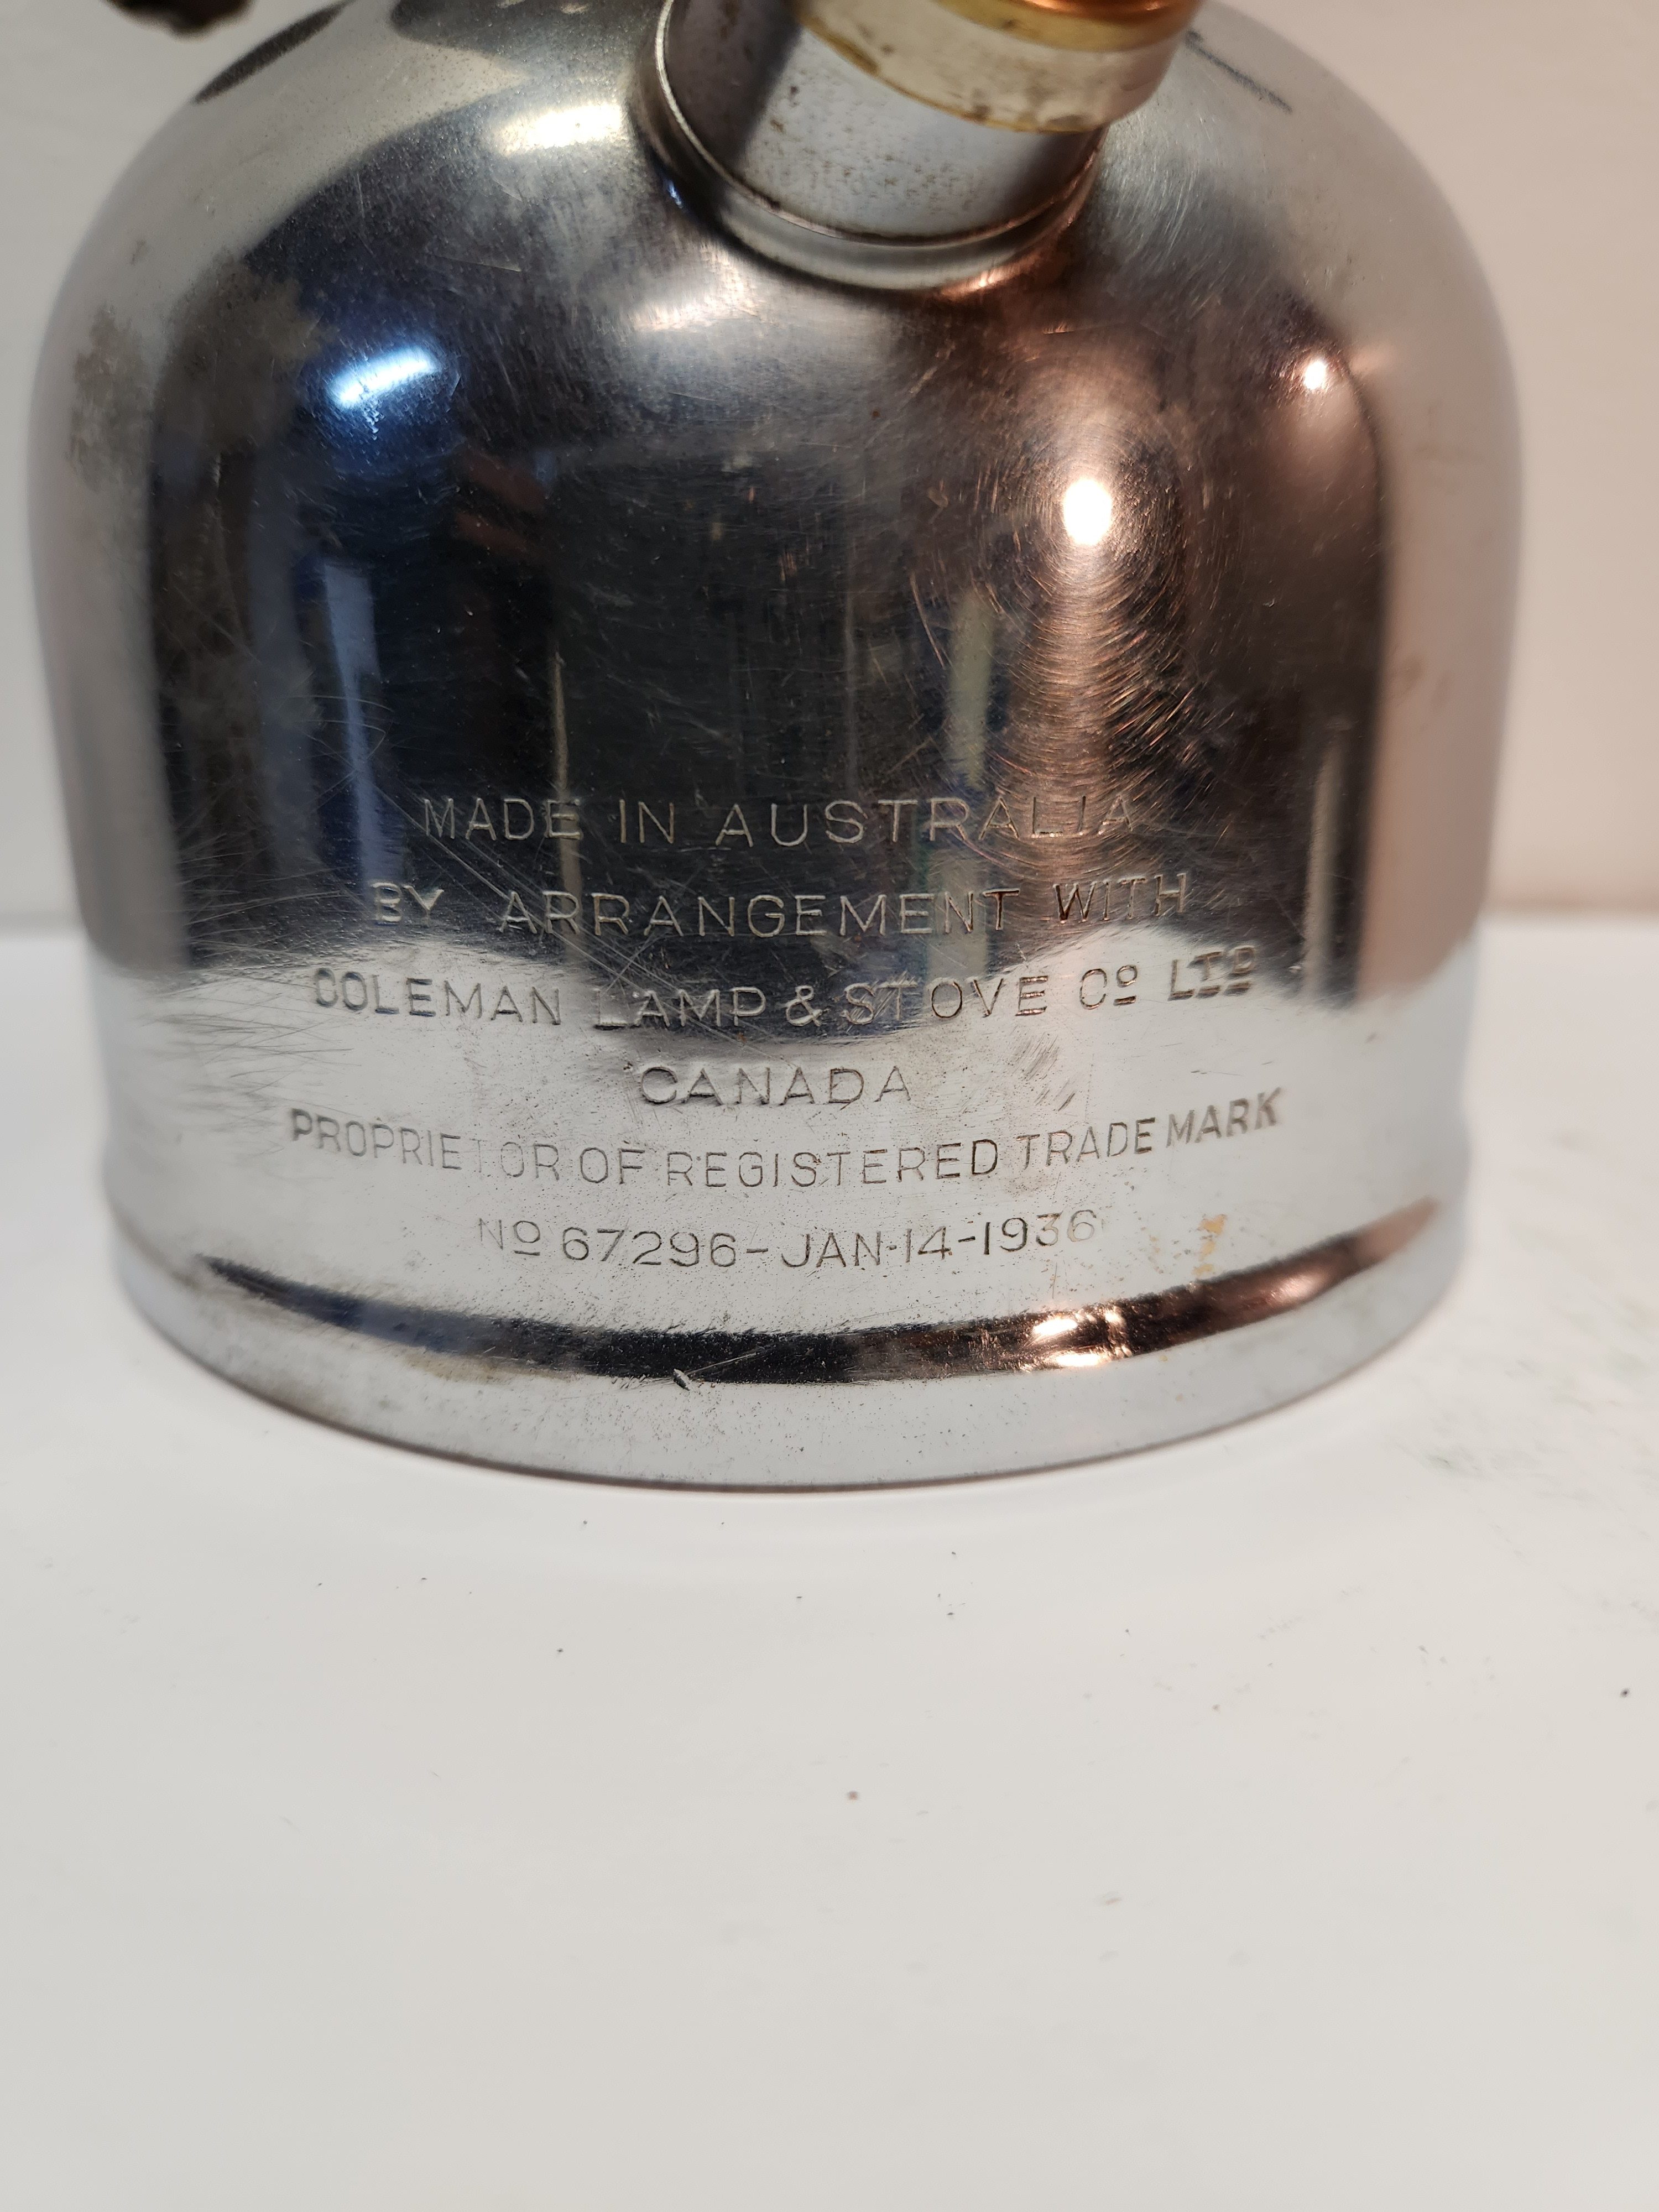 MADE IN AUSTRALIA
BY ARRANGEMENT WITH
COLEMAN LAMP & STOVE Cº LTD
CANADA
PROPRIETOR OF REGISTERED TRADE MARK
Nº 67296-JAN-14-1936